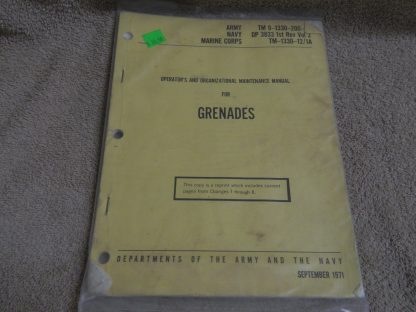 ARMY TM 9-1330-200
NAVY OP 3833 1st Rev Vol 2
MARINE CORPS TM-1330-12/1A
OPERATOR'S AND ORGANIZATIONAL MAINTENANCE MANUAL
FOR
GRENADES
This copy is a reprint which includes current
pages from Changes 1 through 8.
DEPARTMENTS OF THE ARMY AND THE NAVY
SEPTEMBER 1971